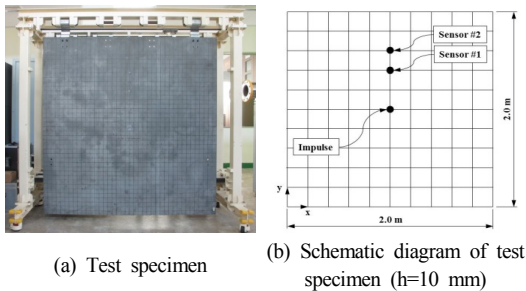 Sensor #2
Sensor #1
Impulse
y
x
2.0 m
2.0 m
(a) Test specimen
(b) Schematic diagram of test
specimen (h=10 mm)